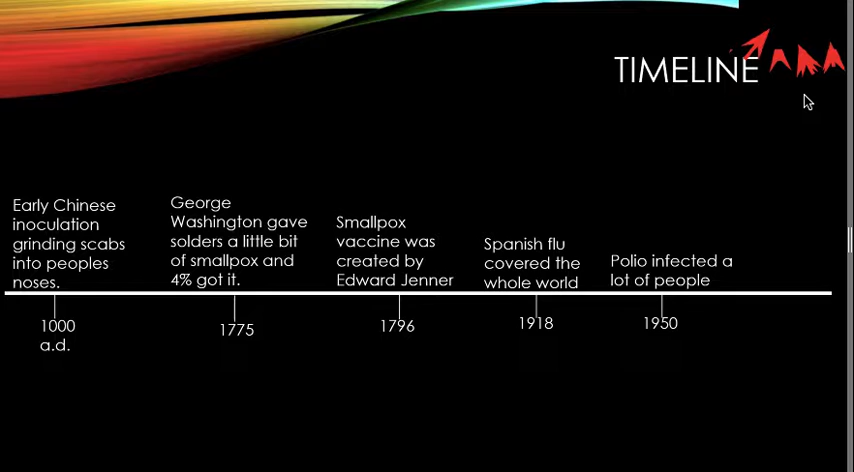 TIMELINE
Early Chinese
inoculation
grinding scabs
into peoples
noses.
George
Washington gave
solders a little bit
of smallpox and
4% got it.
Smallpox
vaccine was
created by
Edward Jenner
Spanish flu
covered the
whole world
Polio infected a
lot of people
1000
a.d.
1775
1796
1918
1950